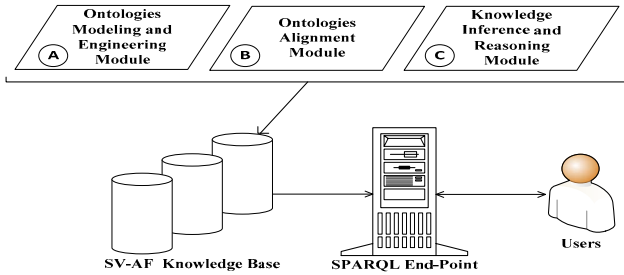 Ontologies
Modeling and
Engineering
Module
A
Ontologies
Alignment
Module
B
Knowledge
Inference and
Reasoning
Module
C
SV-AF Knowledge Base
SPARQL End-Point
Users